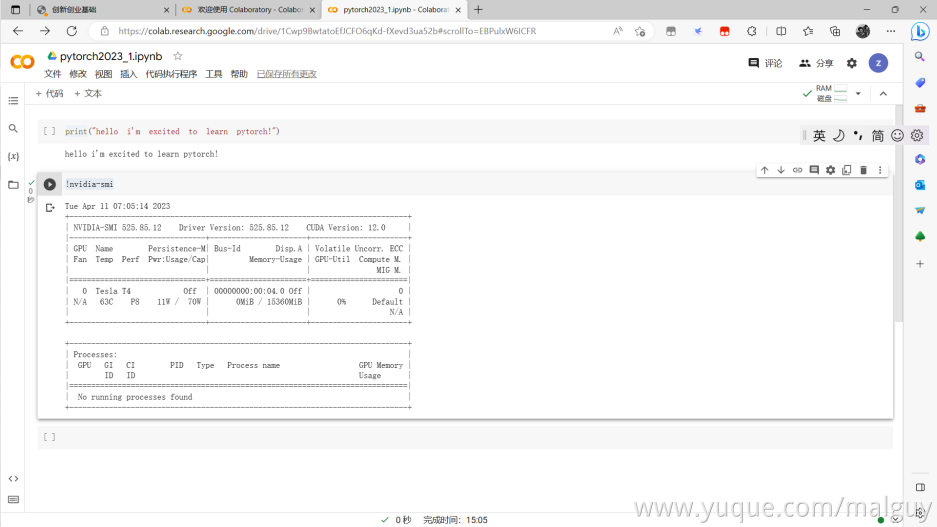 创新创业基础
欢迎使用 Colaboratory - Colabo
pytorch2023_1.ipynb - Colaborat
https://colab.research.google.com/drive/1Cwp9BwtatoEfJCFO6qKd-fXevd3ua52b#scrollTo=EBPulxW6lCFR
pytorch2023_1.ipynb
评论
分享
Z
文件 修改 视图 插入 代码执行程序 工具 帮助 已保存所有更改
+ 代码 + 文本
RAM
磁盘
[ ] print("hello i'm excited to learn pytorch!")
英 简
hello i'm excited to learn pytorch!
0
秒
!nvidia-smi
Tue Apr 11 07:05:14 2023
+-----------------------------------------------------------------------------+
| NVIDIA-SMI 525.85.12    Driver Version: 525.85.12    CUDA Version: 12.0     |
|-------------------------------+----------------------+----------------------+
| GPU  Name        Persistence-M| Bus-Id        Disp.A | Volatile Uncorr. ECC |
| Fan  Temp  Perf  Pwr:Usage/Cap|         Memory-Usage | GPU-Util  Compute M. |
|                               |                      |               MIG M. |
|===============================+======================+======================|
|   0  Tesla T4            Off  | 00000000:00:04.0 Off |                    0 |
| N/A   63C    P8    11W /  70W |      0MiB / 15360MiB |      0%      Default |
|                               |                      |                  N/A |
+-------------------------------+----------------------+----------------------+
+-----------------------------------------------------------------------------+
| Processes:                                                                  |
|  GPU   GI   CI        PID   Type   Process name                  GPU Memory |
|        ID   ID                                                   Usage      |
|=============================================================================|
|  No running processes found                                                 |
+-----------------------------------------------------------------------------+
[ ]
0 秒 完成时间：15:05
www.yuque.com/malguy